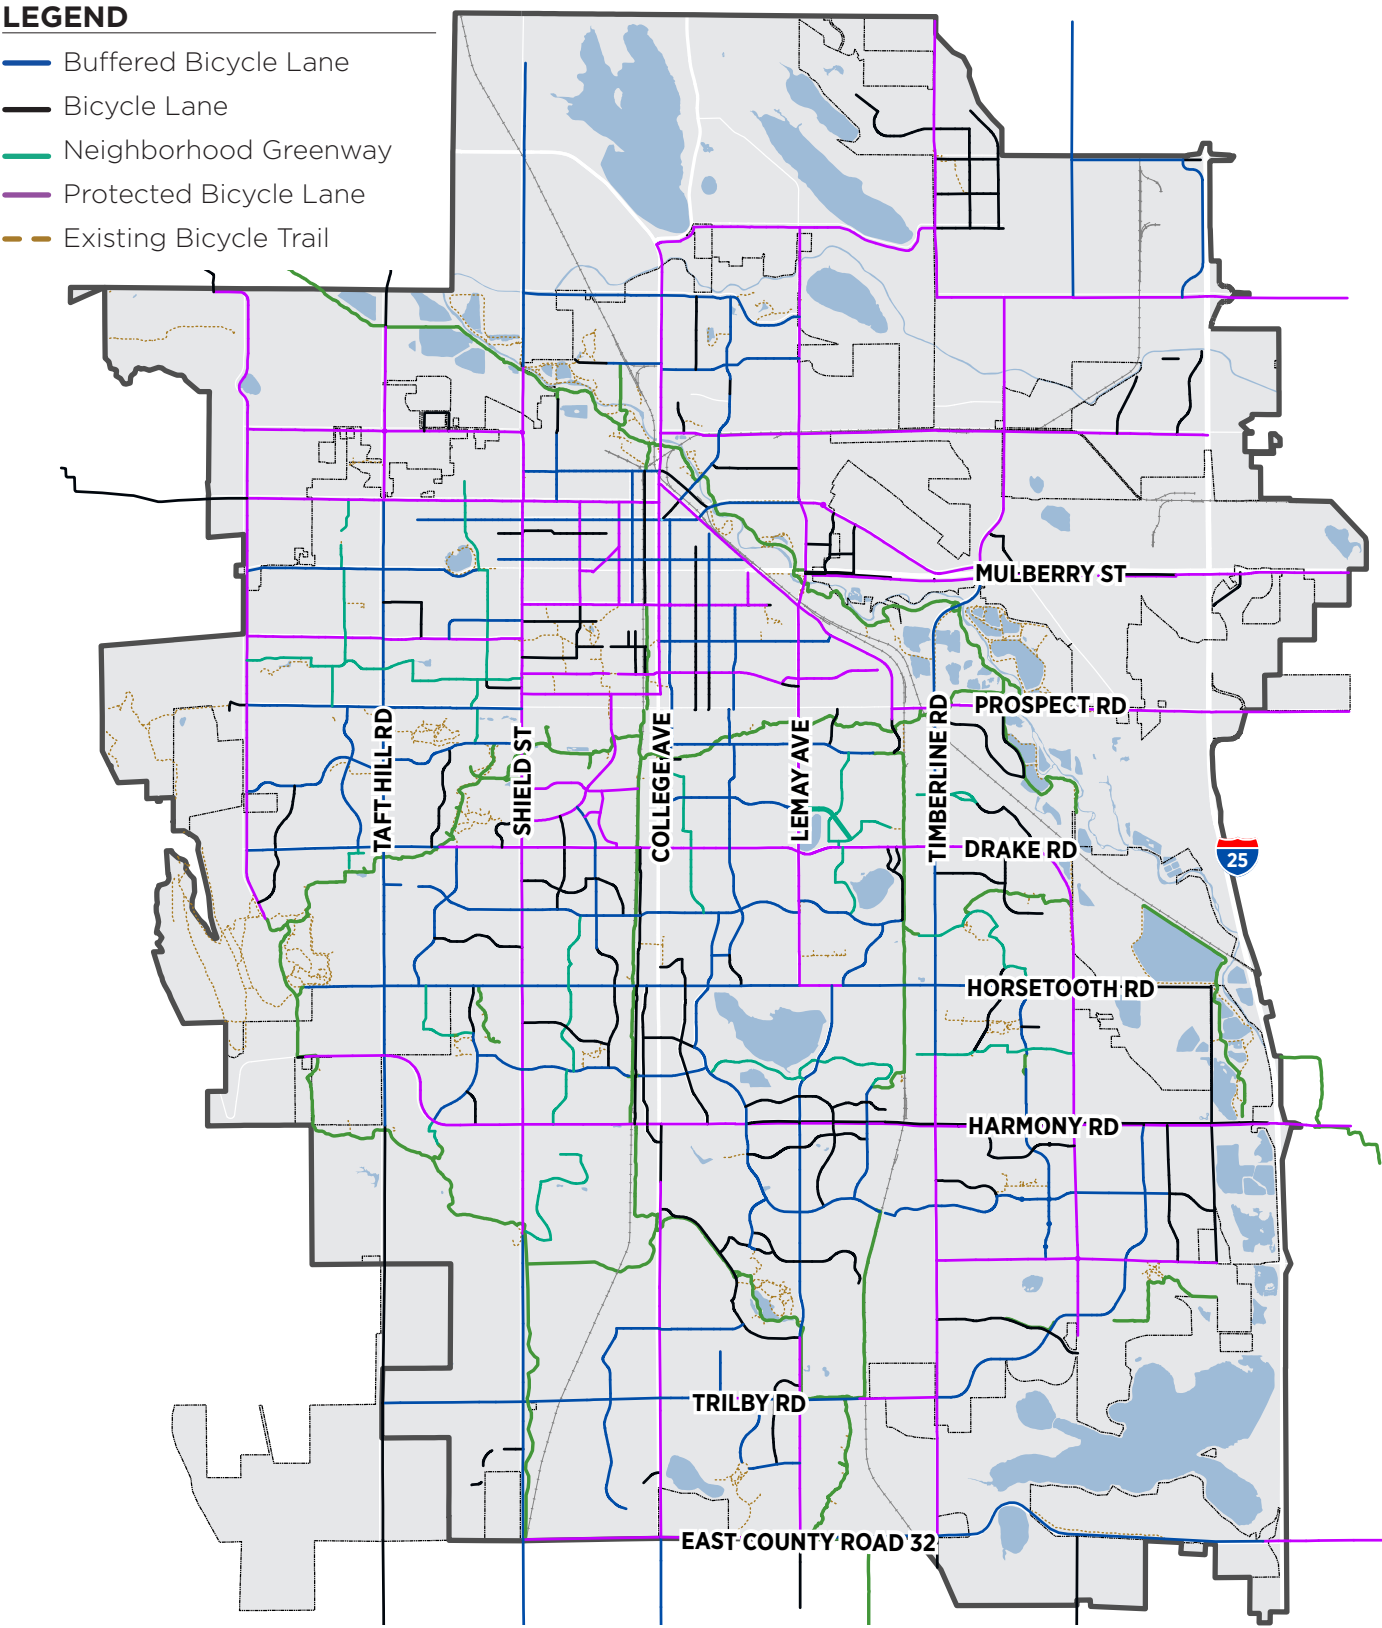 LEGEND
Buffered Bicycle Lane
Bicycle Lane
Neighborhood Greenway
Protected Bicycle Lane
Existing Bicycle Trail
MULBERRY ST
PROSPECT RD
TAFT HILL RD
SHIELD ST
COLLEGE AVE
LEMAY AVE
TIMBERLINE RD
DRAKE RD
25
HORSETOOTH RD
HARMONY RD
TRILBY RD
EAST COUNTY ROAD 32